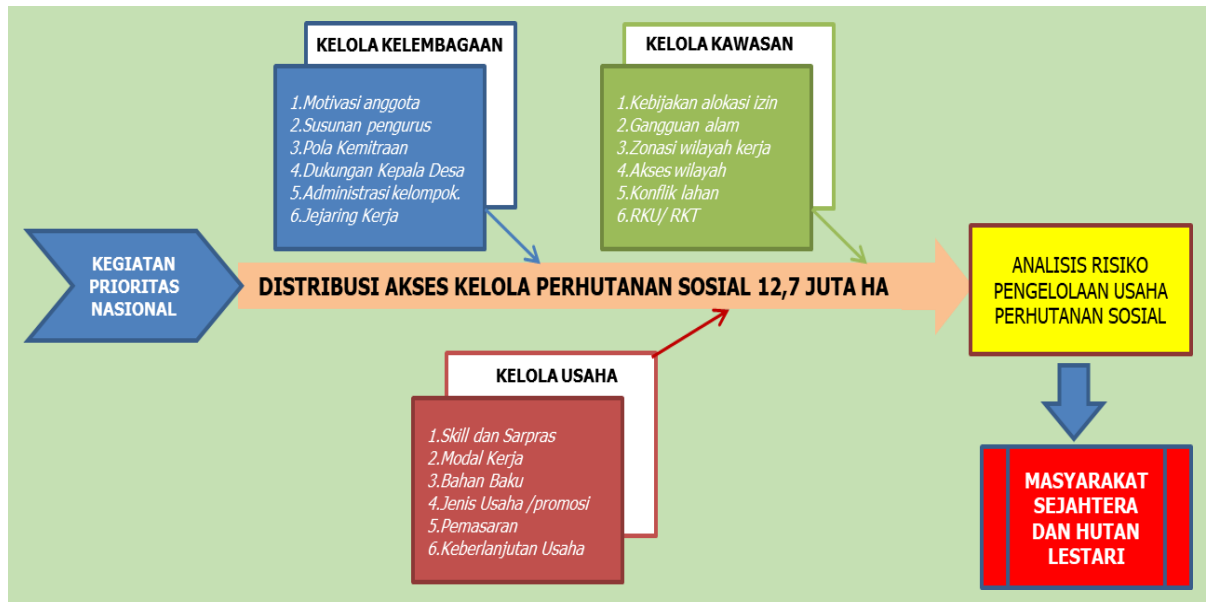 KELOLA KELEMBAGAAN
1.Motivasi anggota
2.Susunan pengurus
3.Pola Kemitraan
4.Dukungan Kepala Desa
5.Administrasi kelompok.
6.Jejaring Kerja
KELOLA KAWASAN
1.Kebijakan alokasi izin
2.Gangguan alam
3.Zonasi wilayah kerja
4.Akses wilayah
5.Konflik lahan
6.RKU/ RKT
KEGIATAN
PRIORITAS
NASIONAL
DISTRIBUSI AKSES KELOLA PERHUTANAN SOSIAL 12,7 JUTA HA
ANALISIS RISIKO
PENGELOLAAN USAHA
PERHUTANAN SOSIAL
KELOLA USAHA
1.Skill dan Sarpras
2.Modal Kerja
3.Bahan Baku
4.Jenis Usaha /promosi
5.Pemasaran
6.Keberlanjutan Usaha
MASYARAKAT
SEJAHTERA
DAN HUTAN
LESTARI